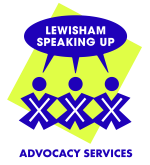 LEWISHAM
SPEAKING UP
ADVOCACY SERVICES